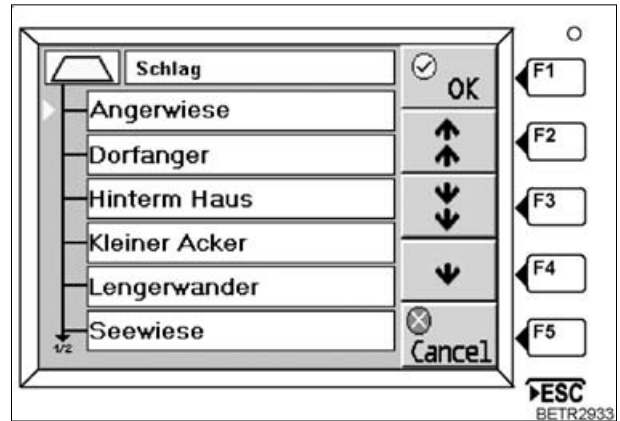 Schlag
OK
F1
Angerwiese
F2
Dorfanger
Hinterm Haus
F3
Kleiner Acker
F4
Lengerwander
Seewiese
1/2
Cancel
F5
ESC
BETR2933